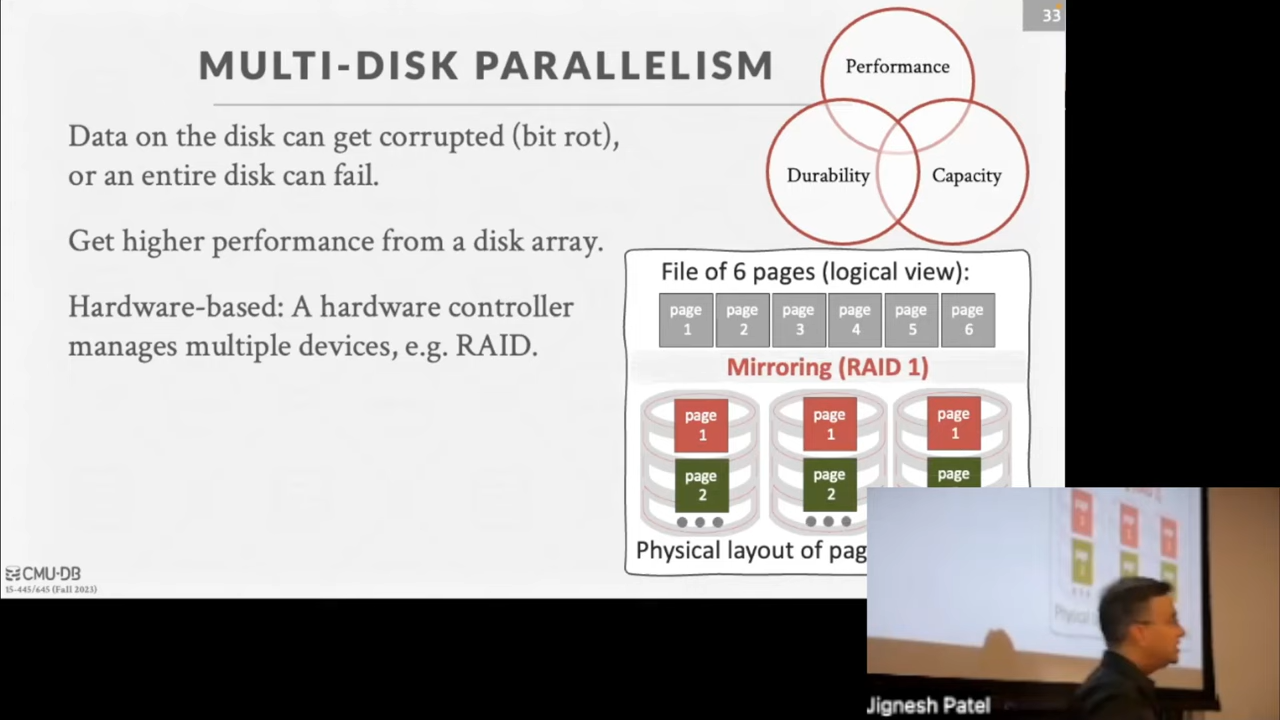 33
MULTI-DISK PARALLELISM
Performance
Durability
Capacity
Data on the disk can get corrupted (bit rot),
or an entire disk can fail.
Get higher performance from a disk array.
Hardware-based: A hardware controller
manages multiple devices, e.g. RAID.
File of 6 pages (logical view):
page 1
page 2
page 3
page 4
page 5
page 6
Mirroring (RAID 1)
page 1
page 1
page 1
page 2
page 2
page
Physical layout of pag
CMU·DB
15-445/645 (Fall 2023)
Jignesh Patel